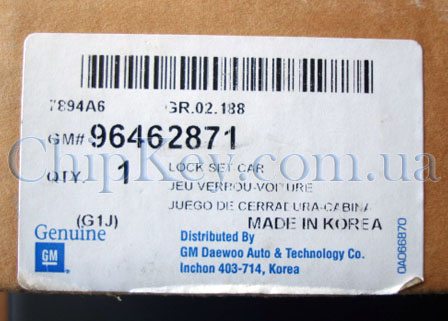 7894A6 GR.02.188
GM# 96462871
ChipKey.com.ua
QTY. 1
LOCK SET CAR
JEU VERROU-VOITURE
JUEGO DE CERRADURA-CABINA
(G1J) MADE IN KOREA
Genuine
GM
Distributed By
GM Daewoo Auto & Technology Co.
Inchon 403-714, Korea
0A066870